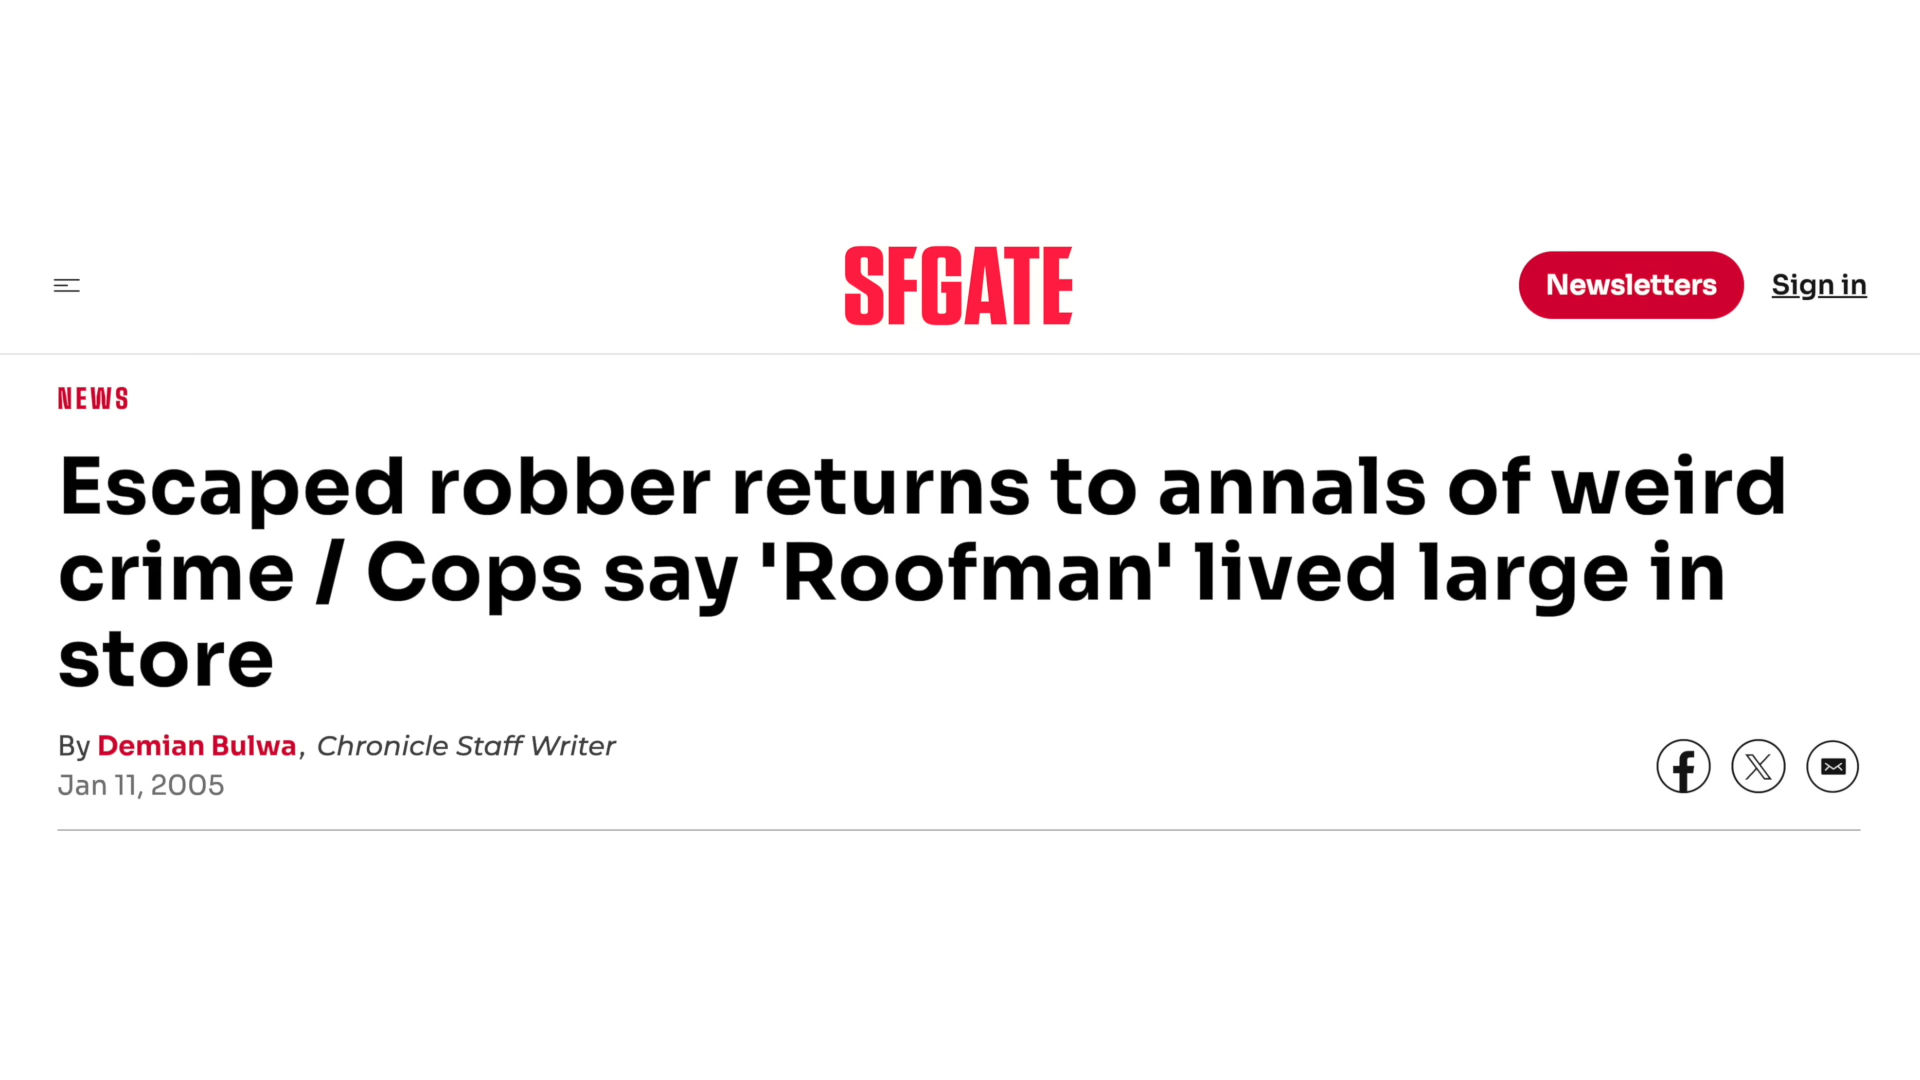 SFGATE
Newsletters
Sign in
NEWS
Escaped robber returns to annals of weird
crime / Cops say 'Roofman' lived large in
store
By Demian Bulwa, Chronicle Staff Writer
Jan 11, 2005